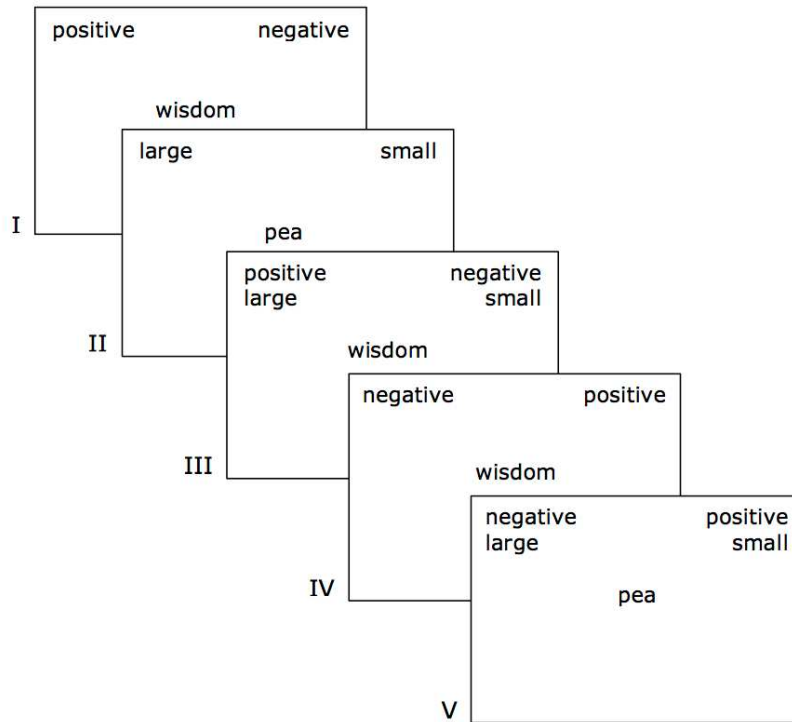 positive negative
wisdom
large small
I
pea
positive negative
large small
II
wisdom
negative positive
III
wisdom
negative positive
large small
IV
pea
V